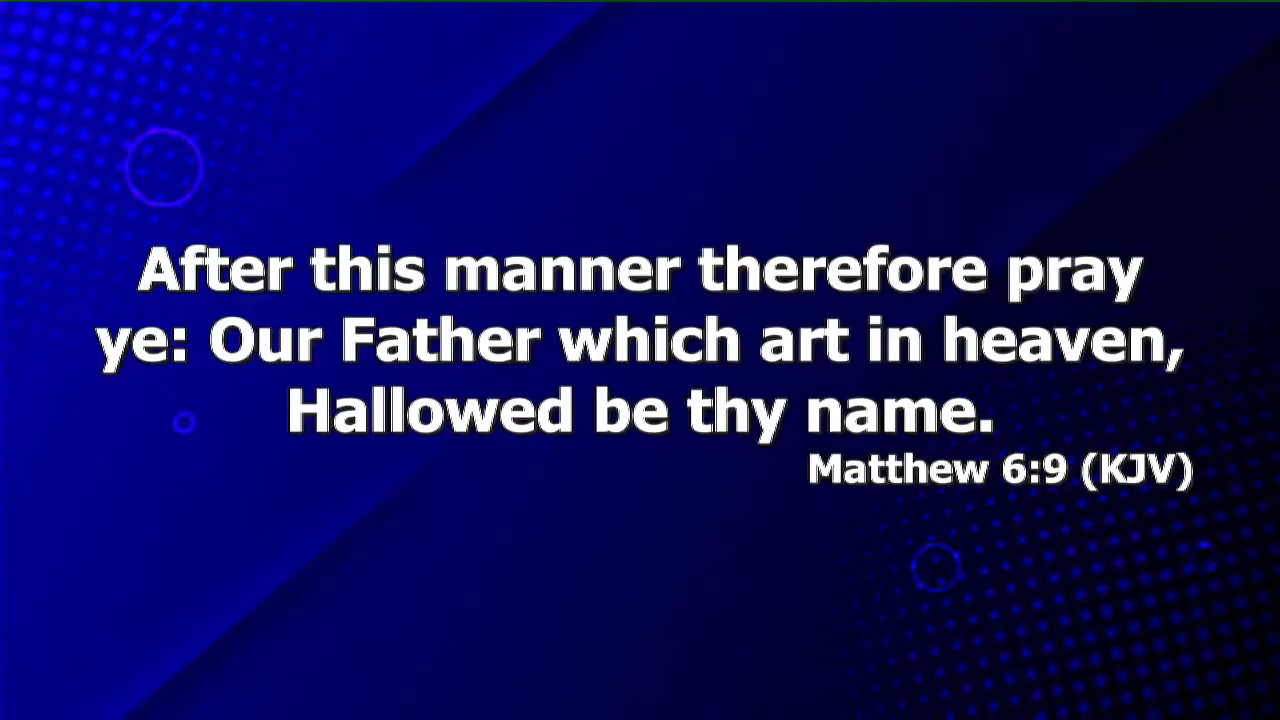 After this manner therefore pray
ye: Our Father which art in heaven,
Hallowed be thy name.
Matthew 6:9 (KJV)